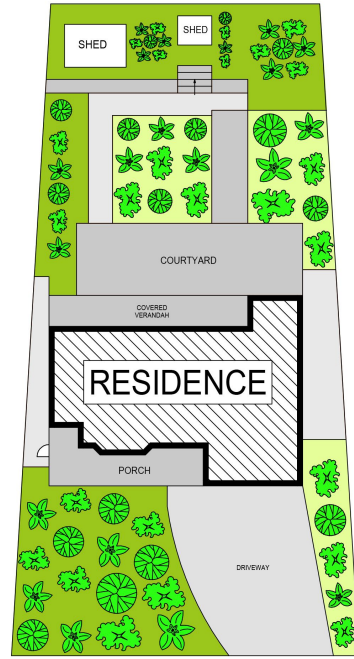 SHED
SHED
COURTYARD
COVERED
VERANDAH
RESIDENCE
PORCH
DRIVEWAY